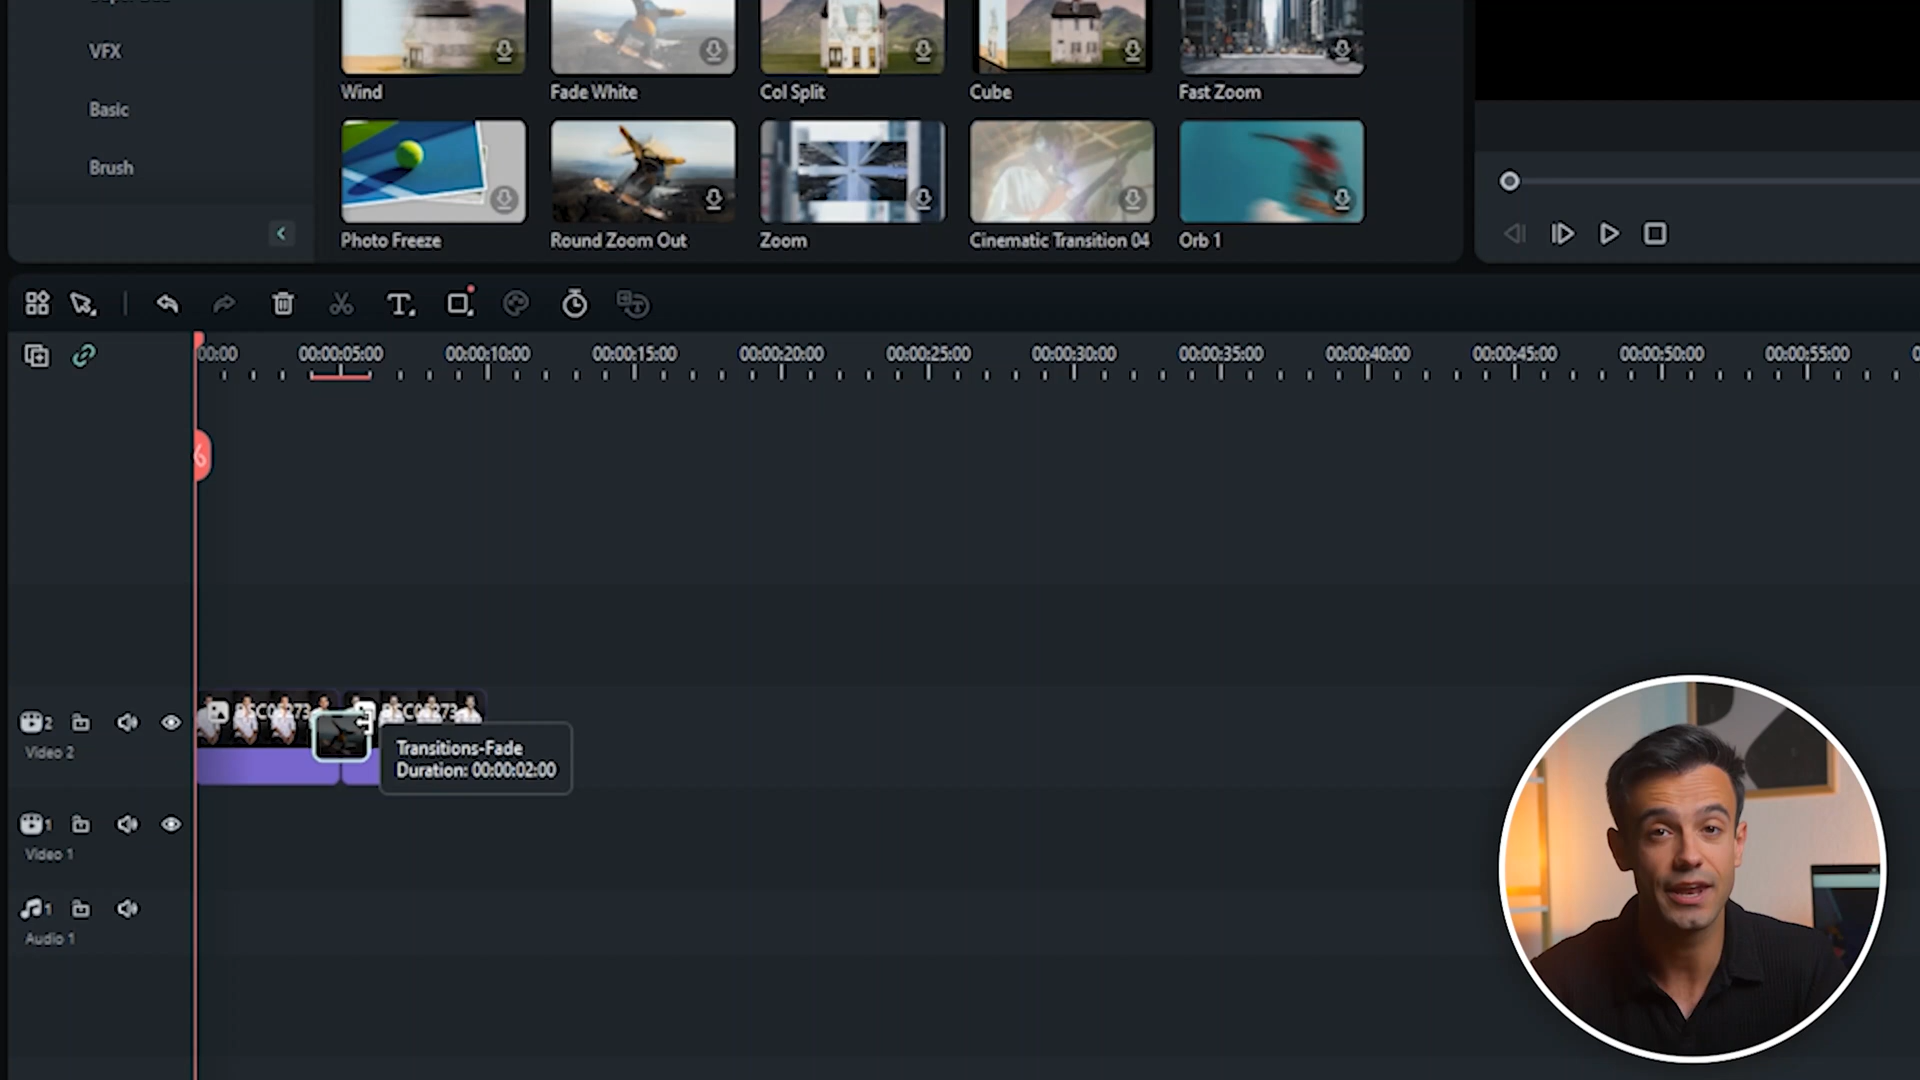 VFX
Basic
Brush
Wind
Fade White
Col Split
Cube
Fast Zoom
Photo Freeze
Round Zoom Out
Zoom
Cinematic Transition 04
Orb 1
00:00
00:00:05:00
00:00:10:00
00:00:15:00
00:00:20:00
00:00:25:00
00:00:30:00
00:00:35:00
00:00:40:00
00:00:45:00
00:00:50:00
00:00:55:00
2
Video 2
Transitions-Fade
Duration: 00:00:02:00
1
Video 1
1
Audio 1